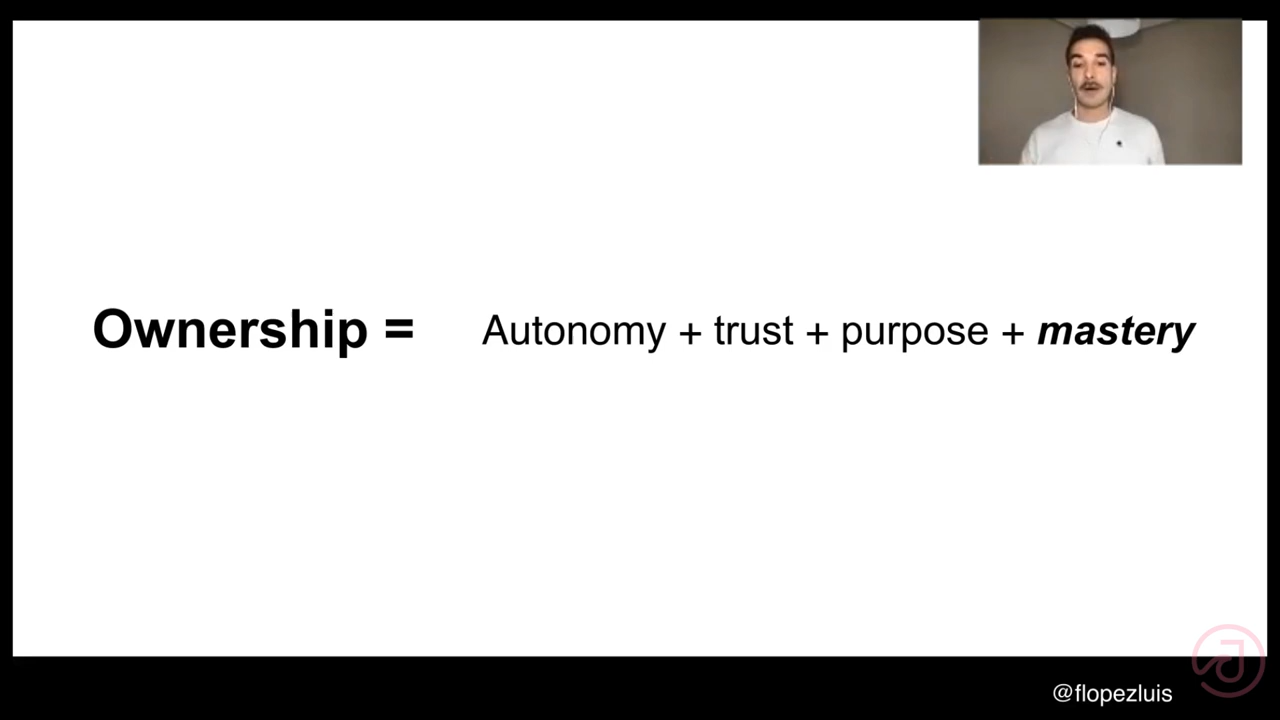 Ownership = Autonomy + trust + purpose + mastery
@flopezluis